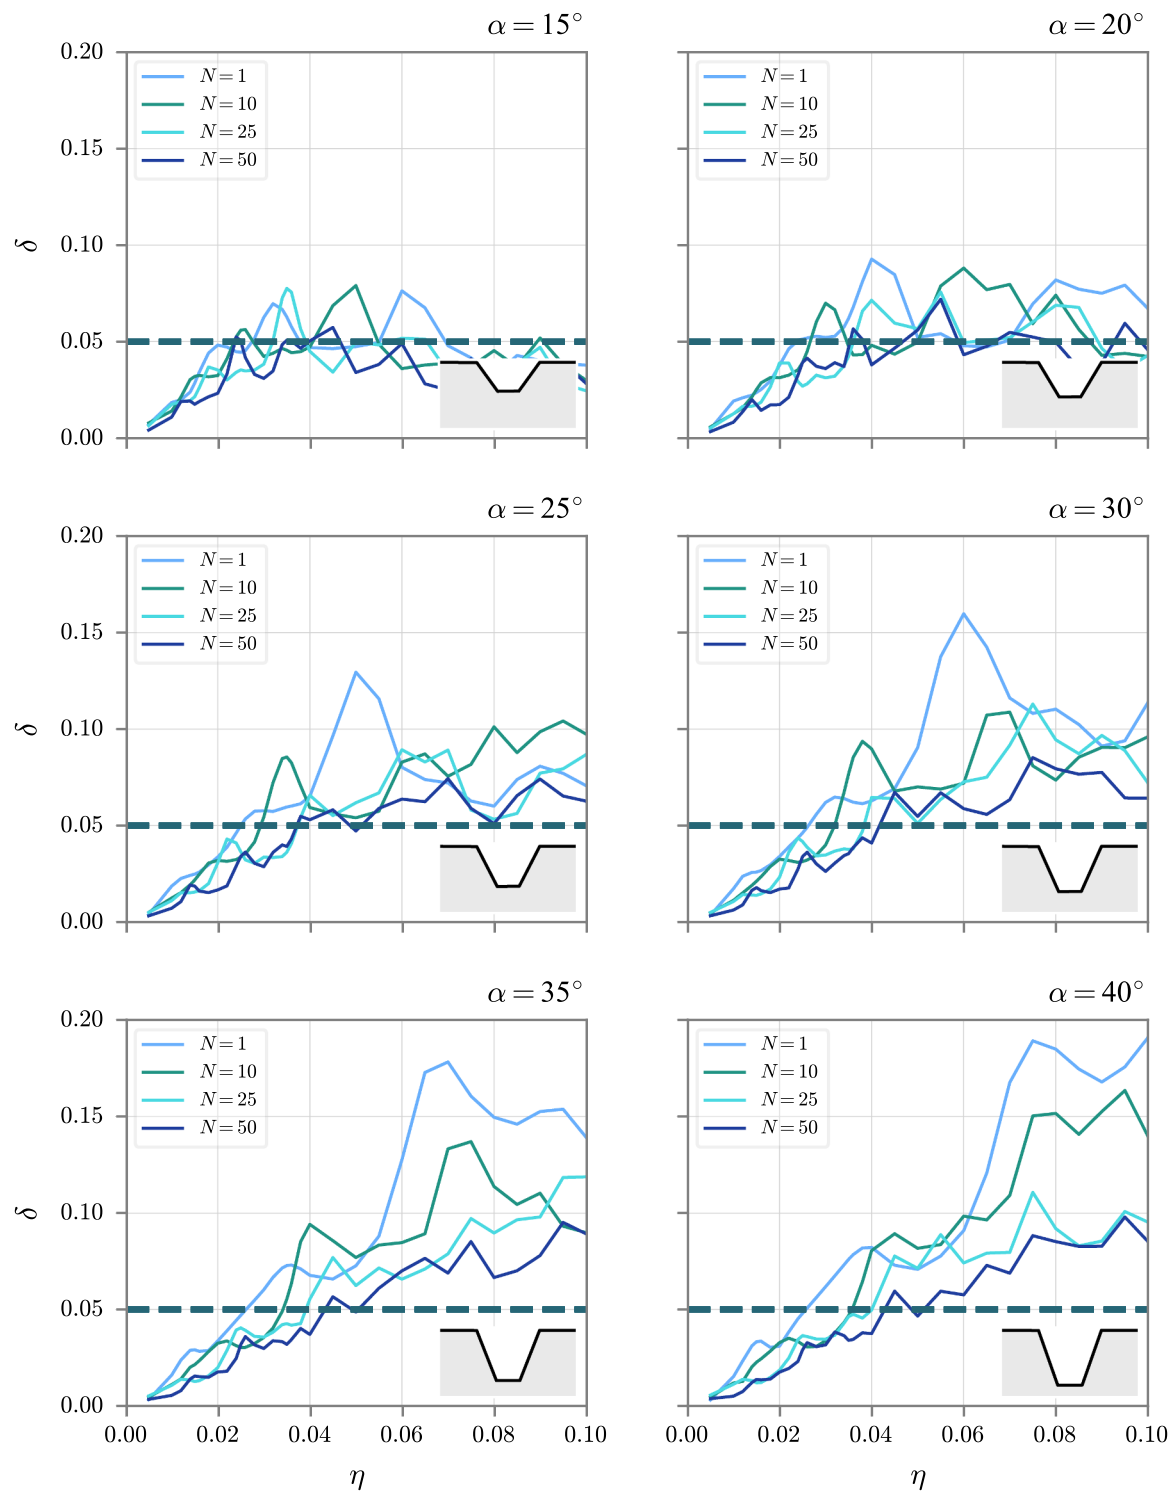 α = 15°
0.20
N = 1
N = 10
N = 25
N = 50
0.15
0.10
δ
0.05
0.00
α = 20°
N = 1
N = 10
N = 25
N = 50
α = 25°
0.20
N = 1
N = 10
N = 25
N = 50
0.15
0.10
δ
0.05
0.00
α = 30°
N = 1
N = 10
N = 25
N = 50
α = 35°
0.20
N = 1
N = 10
N = 25
N = 50
0.15
0.10
δ
0.05
0.00
0.00 0.02 0.04 0.06 0.08 0.10
η
α = 40°
N = 1
N = 10
N = 25
N = 50
0.00 0.02 0.04 0.06 0.08 0.10
η